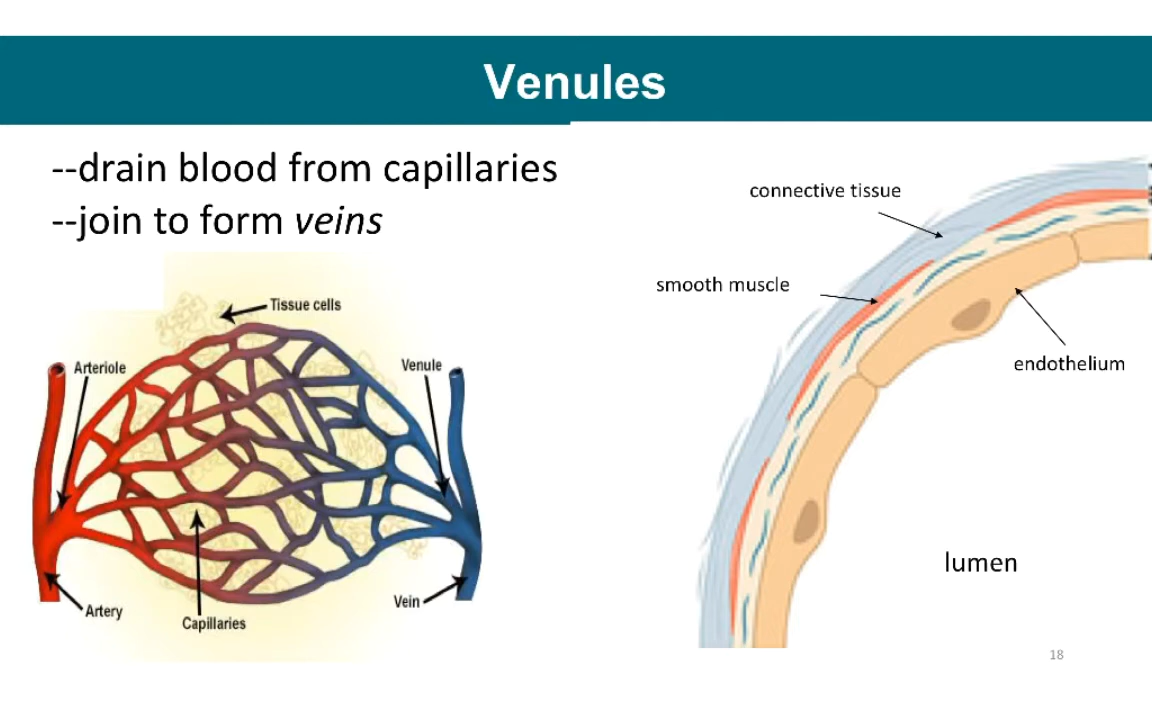 Venules
--drain blood from capillaries
--join to form veins
connective tissue
smooth muscle
endothelium
lumen
Tissue cells
Arteriole
Venule
Artery
Capillaries
Vein
18